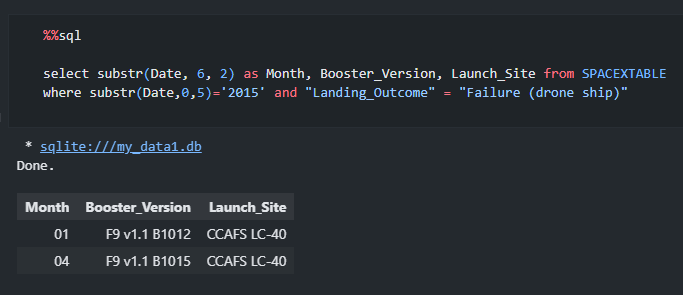 %%sql
select substr(Date, 6, 2) as Month, Booster_Version, Launch_Site from SPACEXTABLE
where substr(Date,0,5)='2015' and "Landing_Outcome" = "Failure (drone ship)"
* sqlite:///my_data1.db
Done.
Month Booster_Version Launch_Site
01 F9 v1.1 B1012 CCAFS LC-40
04 F9 v1.1 B1015 CCAFS LC-40